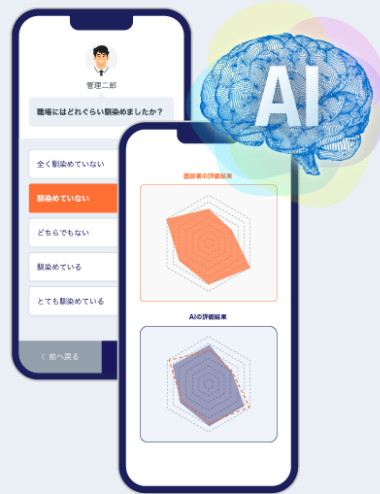 AI
管理二郎
職場にはどれぐらい馴染めましたか？
全く馴染めていない
馴染めていない
どちらでもない
馴染めている
とても馴染めている
< 前へ戻る
面談者の評価結果
AIの評価結果